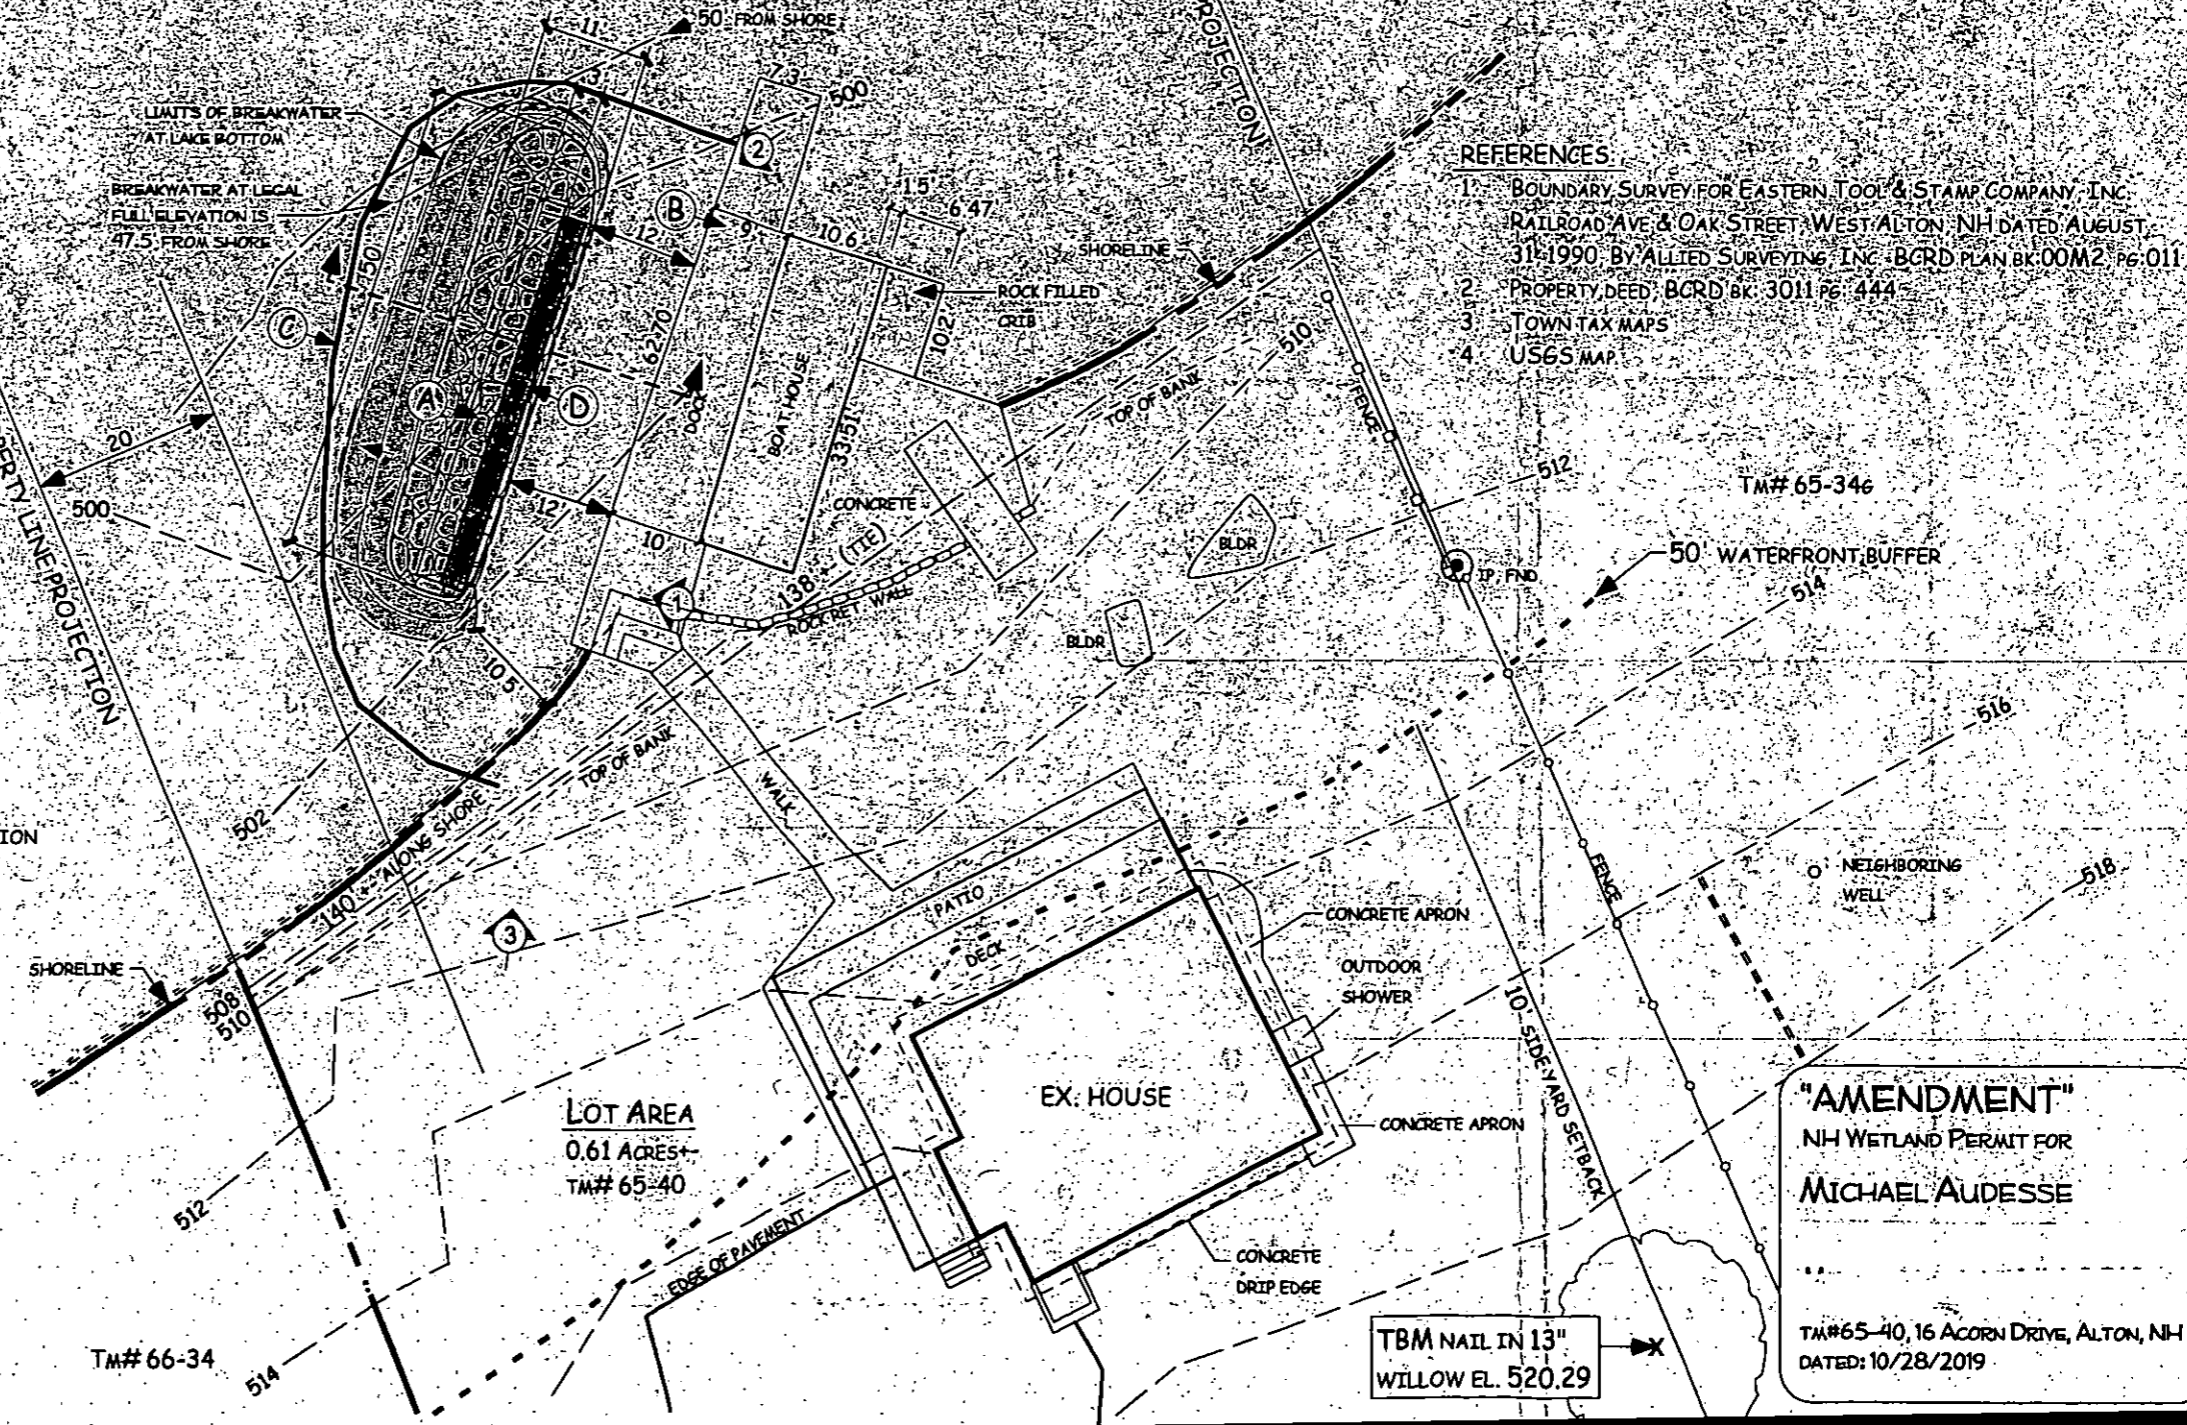 50' FROM SHORE
11
3
7.3
500
LIMITS OF BREAKWATER
AT LAKE BOTTOM
BREAKWATER AT LEGAL
FULL ELEVATION IS
47.5 FROM SHORE
2
B
12
9
10.6
1.5
6.47
SHORELINE
ROCK FILLED
CRIB
10.2
50
C
A
D
62.70
DOCK
BOAT HOUSE
33.51
20
500
PROPERTY LINE PROJECTION
12
10
CONCRETE
138 +- (TIE)
ROCK RET WALL
1
10.5
TOP OF BANK
TOP OF BANK
510
FENCE
512
BLDR
BLDR
IP. FND
REFERENCES:
1. BOUNDARY SURVEY FOR EASTERN TOOL & STAMP COMPANY, INC.
RAILROAD AVE & OAK STREET WEST ALTON, NH DATED AUGUST
31, 1990, BY ALLIED SURVEYING INC. BCRD PLAN BK:00M2 PG:011
2 PROPERTY DEED, BCRD BK: 3011 PG 444
3 TOWN TAX MAPS
4 USGS MAP
TM# 65-34G
50' WATERFRONT BUFFER
514
516
518
NEIGHBORING
WELL
FENCE
502
ION
140 +- ALONG SHORE
WALK
SHORELINE
508
510
3
PATIO
DECK
CONCRETE APRON
OUTDOOR
SHOWER
10' SIDE YARD SETBACK
EX. HOUSE
CONCRETE APRON
LOT AREA
0.61 ACRES+-
TM# 65-40
512
EDGE OF PAVEMENT
CONCRETE
DRIP EDGE
TM# 66-34
514
TBM NAIL IN 13"
WILLOW EL. 520.29
X
"AMENDMENT"
NH WETLAND PERMIT FOR
MICHAEL AUDESSE
TM#65-40, 16 ACORN DRIVE, ALTON, NH
DATED: 10/28/2019